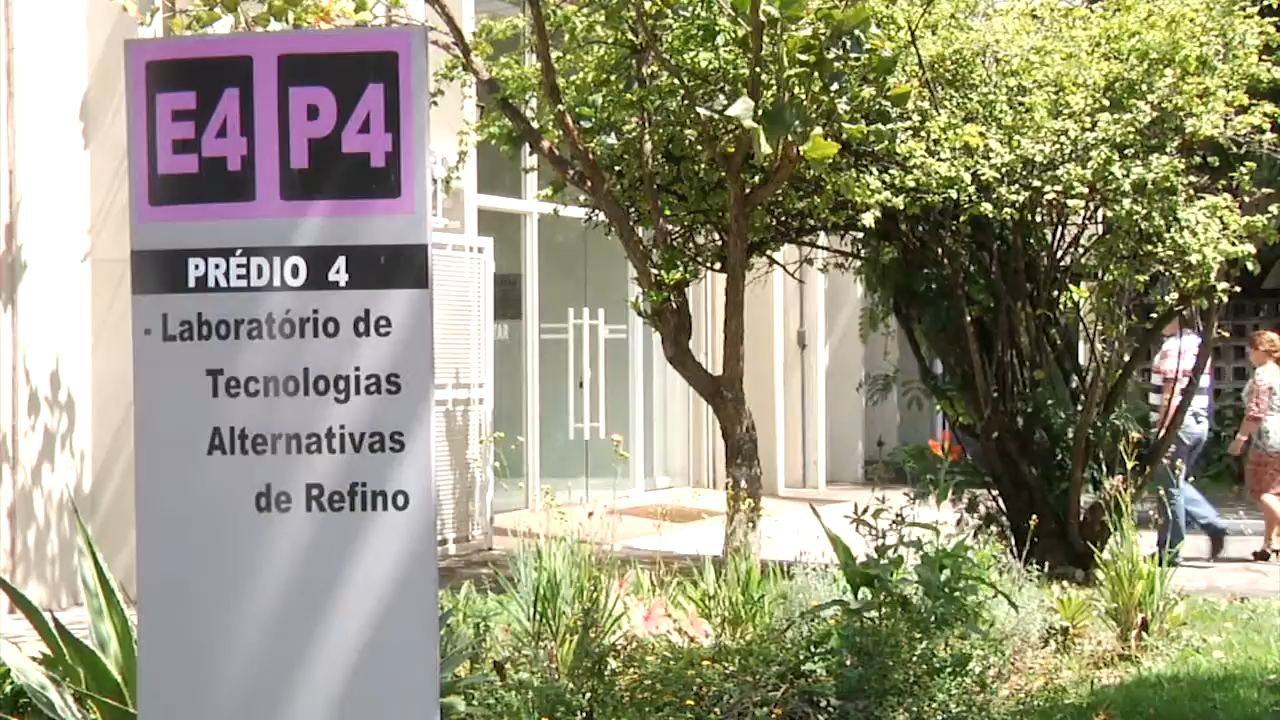 E4 P4
PRÉDIO 4
- Laboratório de
Tecnologias
Alternativas
de Refino